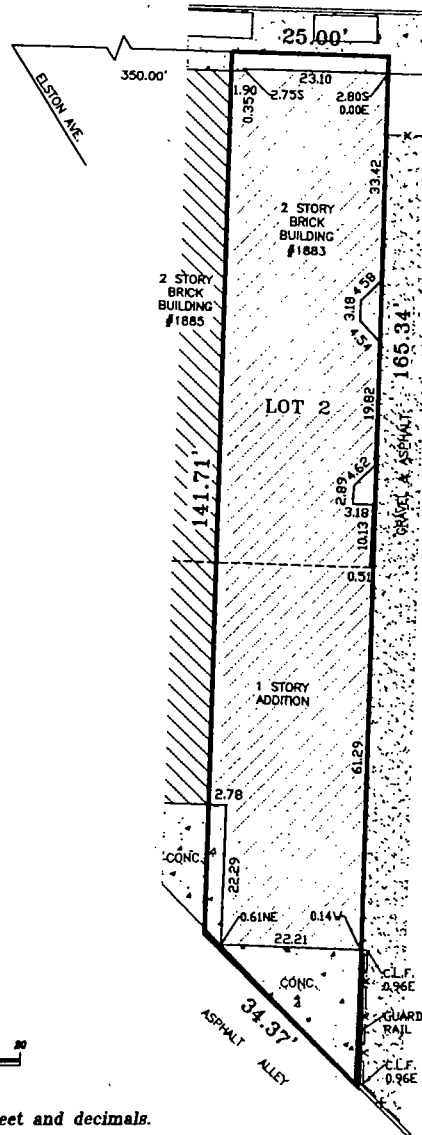 25.00'
350.00'
23.10
ELSTON AVE.
1.90
0.35
2.75S
2.80S
0.00E
33.42
2 STORY
BRICK
BUILDING
#1883
2 STORY
BRICK
BUILDING
#1885
4.58
3.18
4.54
165.34'
LOT 2
19.82
GRAVEL & ASPHALT
4.62
2.89
3.18
10.13
141.71'
0.51
1 STORY
ADDITION
61.29
2.78
CONC.
22.29
0.61NE
0.14W
22.21
CONC.
C.L.F.
0.96E
34.37'
GUARD
RAIL
ASPHALT ALLEY
C.L.F.
0.96E
20
eet and decimals.